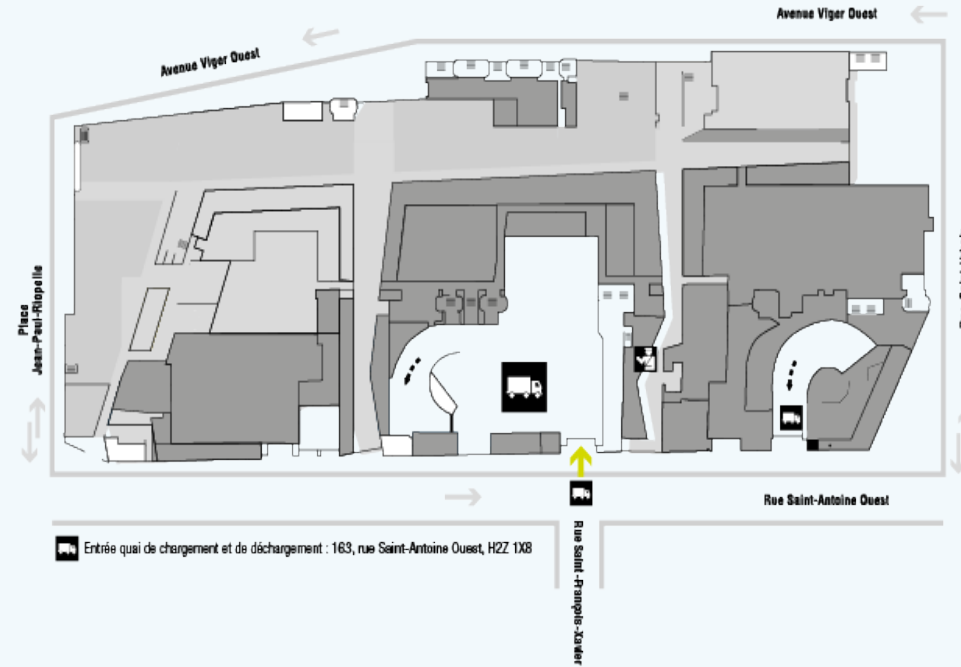 Avenue Viger Ouest
Avenue Viger Ouest
Place
Jean-Paul-Riopelle
Rue Saint-Antoine Ouest
Entrée quai de chargement et de déchargement : 163, rue Saint-Antoine Ouest, H2Z 1X8
Rue Saint-François-Xavier